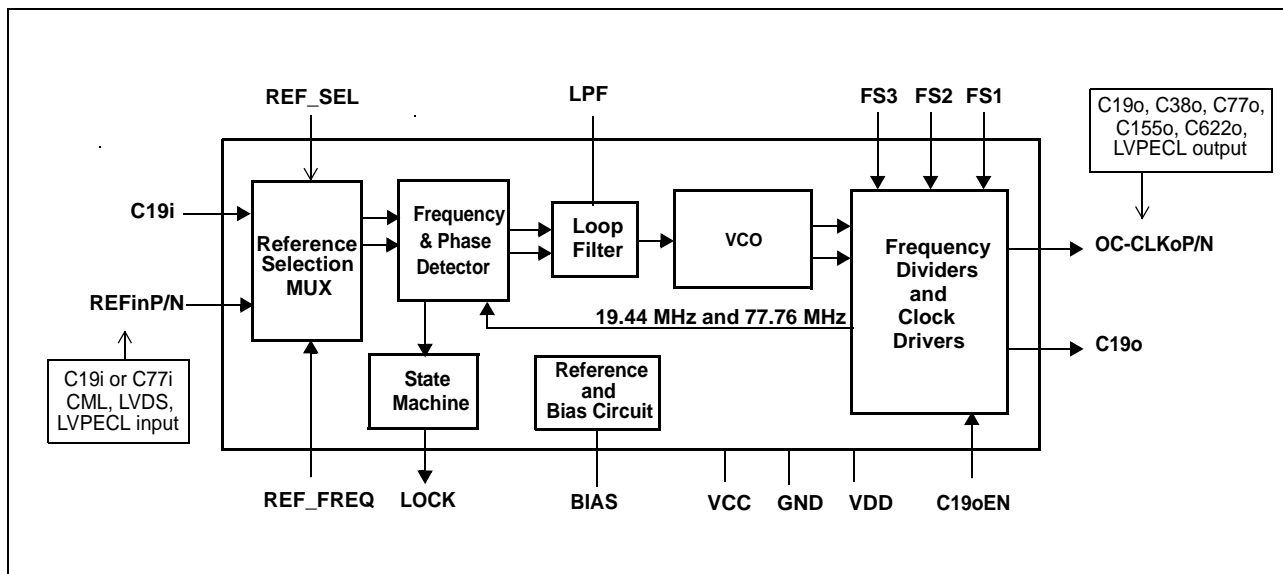 REF_SEL
LPF
FS3 FS2 FS1
C19o, C38o, C77o,
C155o, C622o,
LVPECL output
C19i
Reference
Selection
MUX
Frequency
& Phase
Detector
Loop
Filter
VCO
Frequency
Dividers
and
Clock
Drivers
OC-CLKoP/N
REFinP/N
19.44 MHz and 77.76 MHz
C19o
C19i or C77i
CML, LVDS,
LVPECL input
State
Machine
Reference
and
Bias Circuit
REF_FREQ
LOCK
BIAS
VCC
GND
VDD
C19oEN